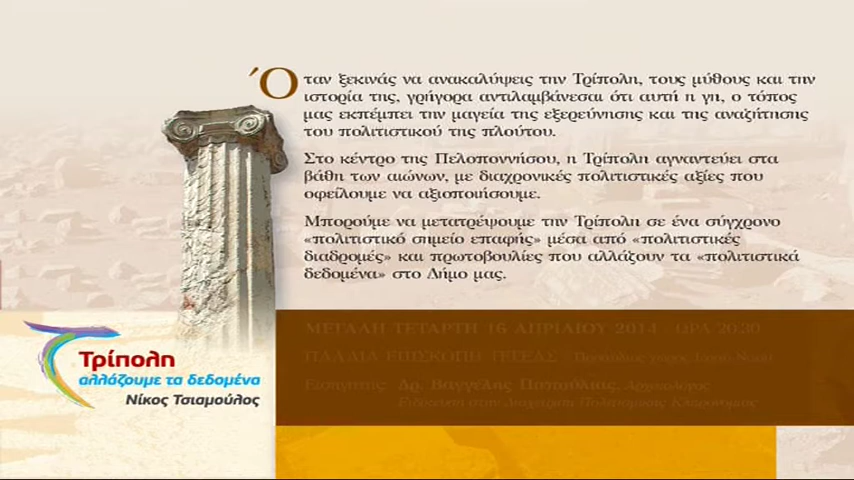 Όταν ξεκινάς να ανακαλύψεις την Τρίπολη, τους μύθους και την
ιστορία της, γρήγορα αντιλαμβάνεσαι ότι αυτή η γη, ο τόπος
μας εκπέμπει την μαγεία της εξερεύνησης και της αναζήτησης
του πολιτιστικού της πλούτου.
Στο κέντρο της Πελοποννήσου, η Τρίπολη αγναντεύει στα
βάθη των αιώνων, με διαχρονικές πολιτιστικές αξίες που
οφείλουμε να αξιοποιήσουμε.
Μπορούμε να μετατρέψουμε την Τρίπολη σε ένα σύγχρονο
«πολιτιστικό σημείο επαφής» μέσα από «πολιτιστικές
διαδρομές» και πρωτοβουλίες που αλλάζουν τα «πολιτιστικά
δεδομένα» στο Δήμο μας.
ΜΕΓΑΛΗ ΤΕΤΑΡΤΗ 16 ΑΠΡΙΛΙΟΥ 2014 - ΩΡΑ 2030
ΠΑΛΑΙΑ ΕΠΙΣΚΟΠΗ ΤΕΓΕΑΣ -
Εισηγητής: Δρ. Βαγγέλης Αρχαιολόγος
Τρίπολη
αλλάζουμε τα δεδομένα
Νίκος Τσιαμούλος